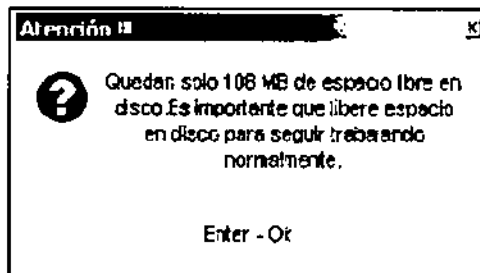 Atención !!!
Quedan solo 108 MB de espacio libre en
disco.Es importante que libere espacio
en disco para seguir trabajando
normalmente.
Enter - Ok